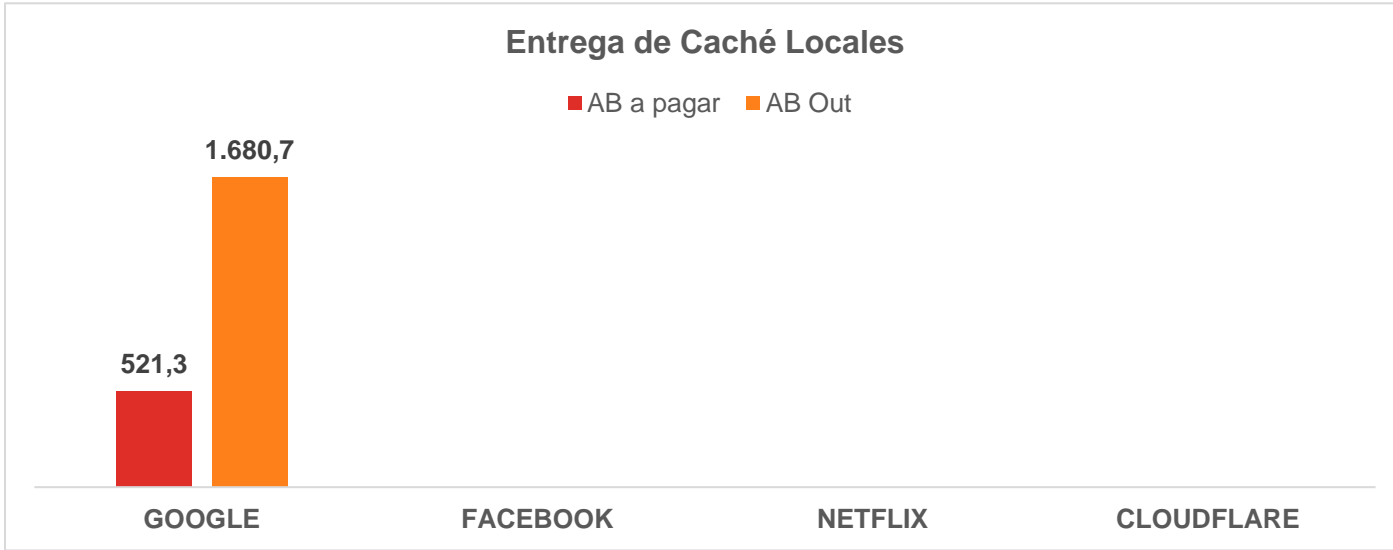 Entrega de Caché Locales
AB a pagar AB Out
1.680,7
521,3
GOOGLE FACEBOOK NETFLIX CLOUDFLARE